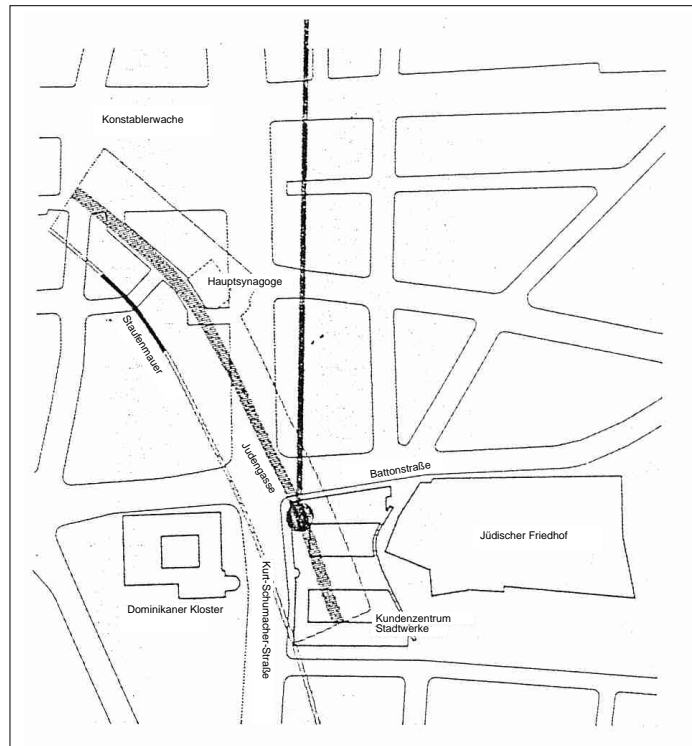 Konstablerwache
Hauptsynagoge
Staufenmauer
Judengasse
Battonstraße
Jüdischer Friedhof
Kurt-Schumacher-Straße
Dominikaner Kloster
Kundenzentrum
Stadtwerke